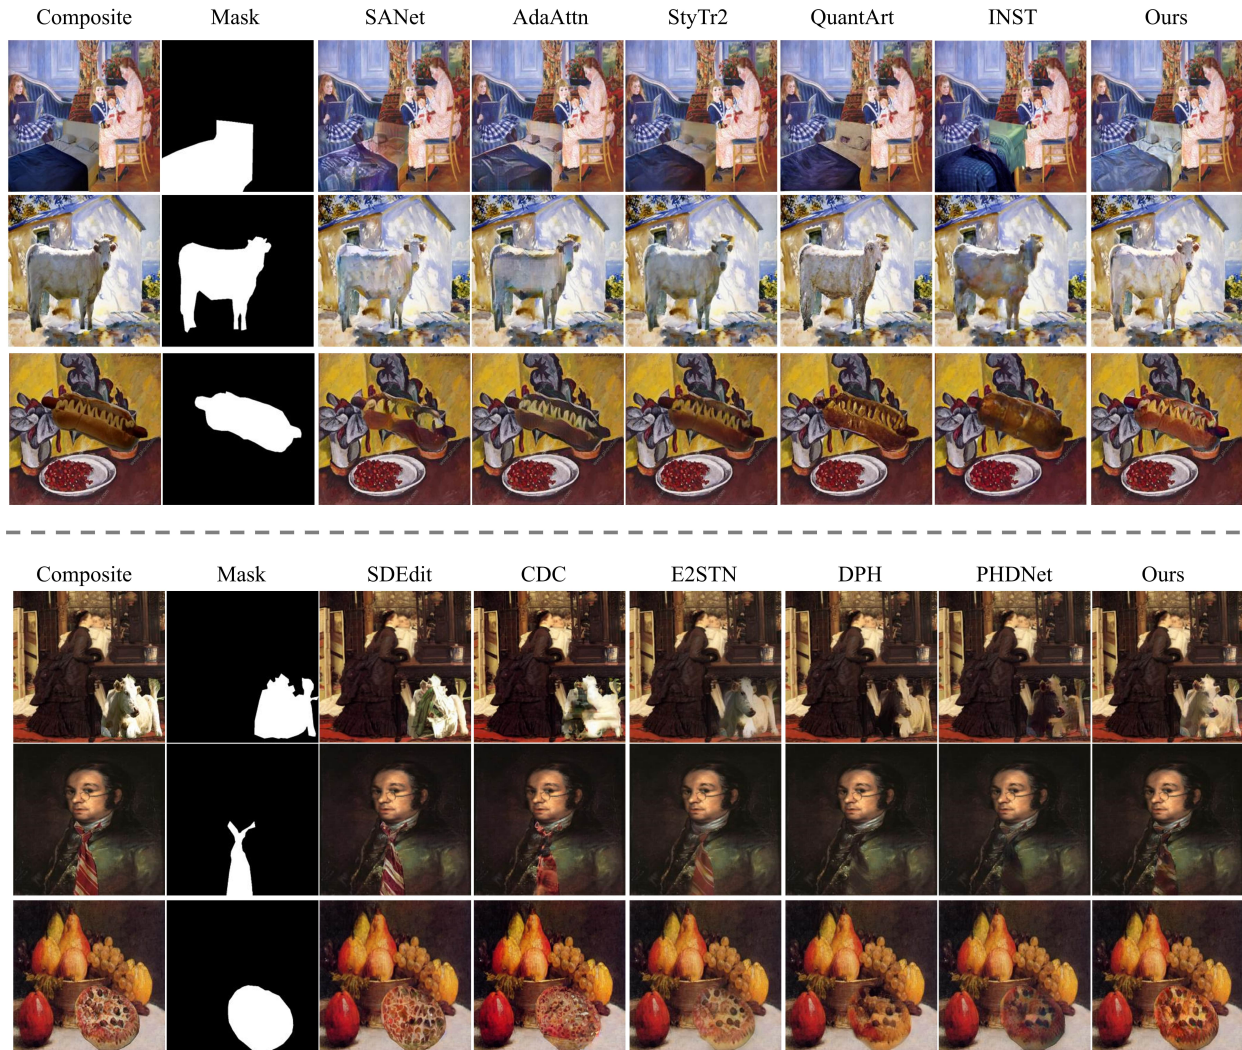 Composite Mask SANet AdaAttn StyTr2 QuantArt INST Ours
Composite Mask SDEdit CDC E2STN DPH PHDNet Ours